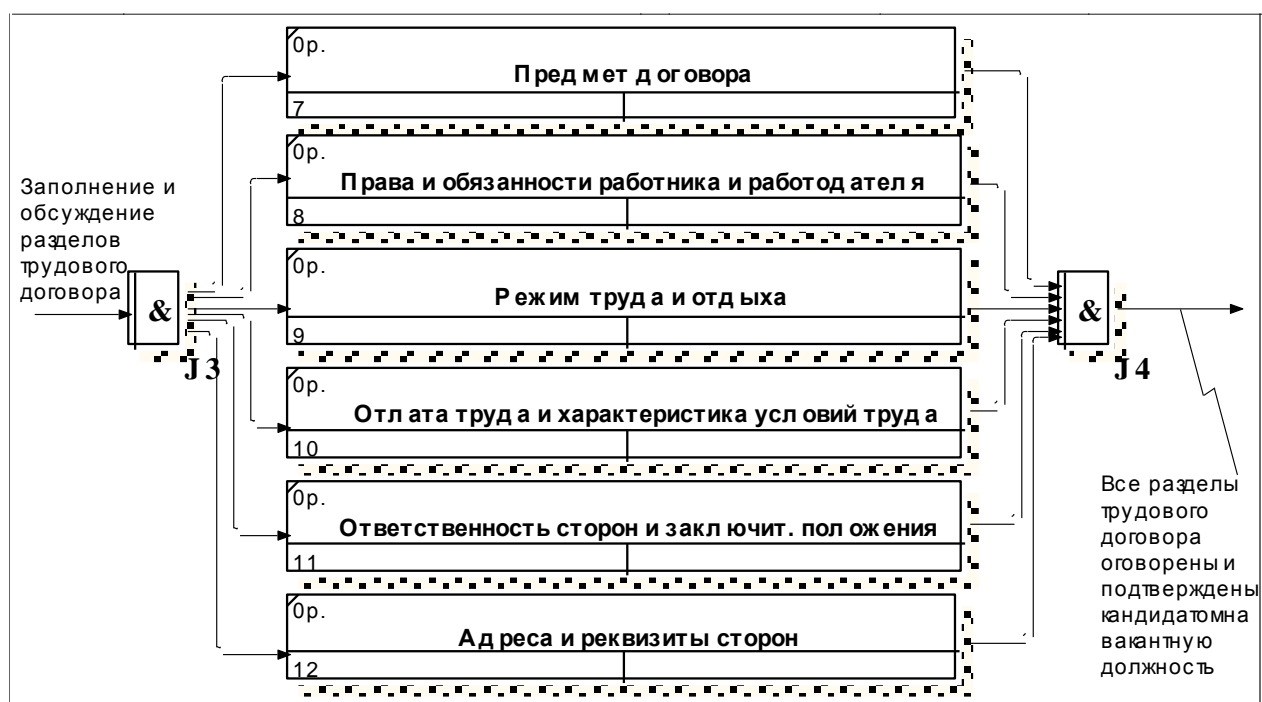 0р.
Предмет договора
7
0р.
Права и обязанности работника и работодателя
8
Заполнение и
обсуждение
разделов
трудового
договора
&
J3
0р.
Режим труда и отдыха
9
&
J4
0р.
Отлата труда и характеристика условий труда
10
0р.
Ответственность сторон и заключит. положения
11
0р.
Адреса и реквизиты сторон
12
Все разделы
трудового
договора
оговорены и
подтверждены
кандидатомна
вакантную
должность